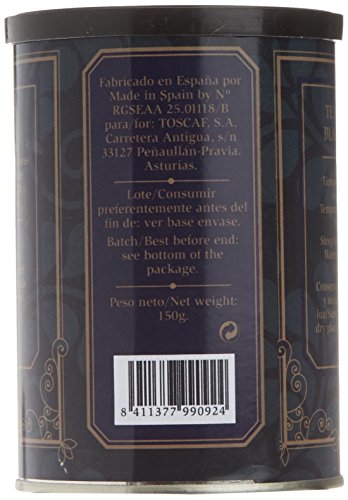 Fabricado en España por
Made in Spain by Nº
RGSEAA 25.01118/B
para/for: TOSCAF, S.A.
Carretera Antigua, s/n
33127 Peñaullán-Pravia.
Asturias.
Lote/Consumir
preferentemente antes del
fin de: ver base envase.
Batch/Best before end:
see bottom of the
package.
Peso neto/Net weight:
150g.
8 411377 990924